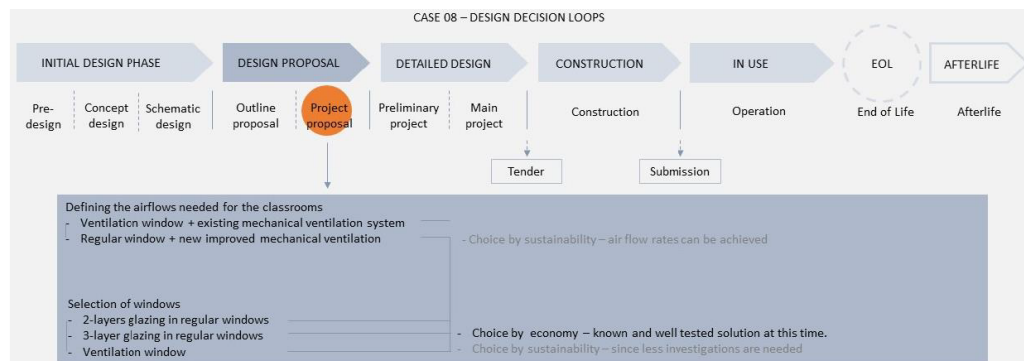 CASE 08 – DESIGN DECISION LOOPS
INITIAL DESIGN PHASE
DESIGN PROPOSAL
DETAILED DESIGN
CONSTRUCTION
IN USE
EOL
AFTERLIFE
Pre-
design
Concept
design
Schematic
design
Outline
proposal
Project
proposal
Preliminary
project
Main
project
Construction
Operation
End of Life
Afterlife
Tender
Submission
Defining the airflows needed for the classrooms
- Ventilation window + existing mechanical ventilation system
- Regular window + new improved mechanical ventilation
- Choice by sustainability – air flow rates can be achieved
Selection of windows
- 2-layers glazing in regular windows
- 3-layer glazing in regular windows
- Ventilation window
- Choice by economy – known and well tested solution at this time.
- Choice by sustainability – since less investigations are needed